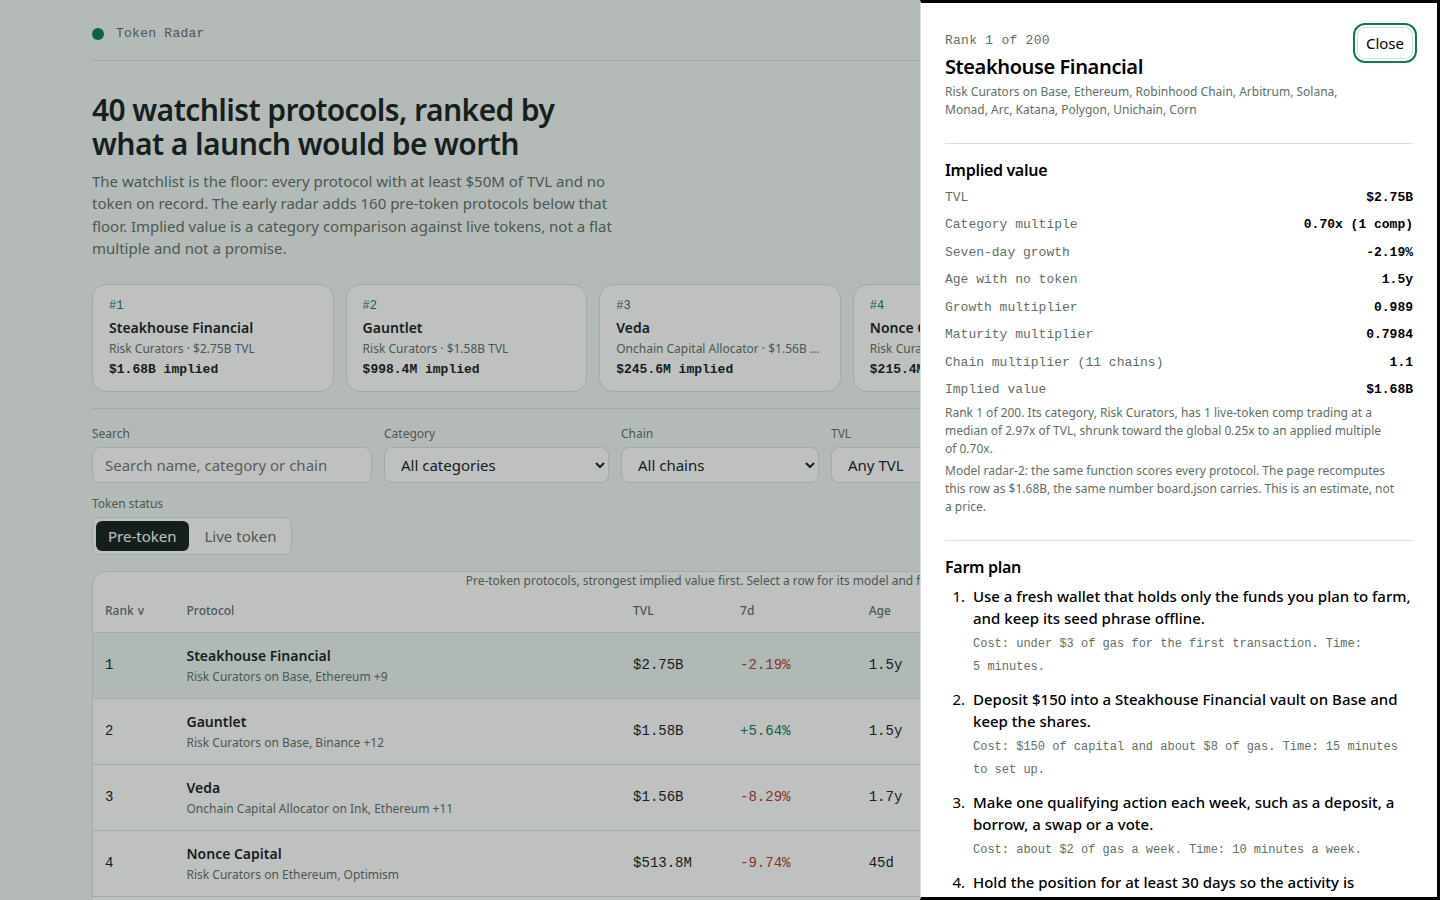 Token Radar
40 watchlist protocols, ranked by
what a launch would be worth
The watchlist is the floor: every protocol with at least $50M of TVL and no
token on record. The early radar adds 160 pre-token protocols below that
floor. Implied value is a category comparison against live tokens, not a flat
multiple and not a promise.
#1
Steakhouse Financial
Risk Curators · $2.75B TVL
$1.68B implied
#2
Gauntlet
Risk Curators · $1.58B TVL
$998.4M implied
#3
Veda
Onchain Capital Allocator · $1.56B ...
$245.6M implied
#4
Nonce
Risk Cura
$215.4M
Search
Search name, category or chain
Category
All categories
Chain
All chains
TVL
Any TVL
Token status
Pre-token
Live token
Pre-token protocols, strongest implied value first. Select a row for its model and f
Rank v
Protocol
TVL
7d
Age
1
Steakhouse Financial
Risk Curators on Base, Ethereum +9
$2.75B
-2.19%
1.5y
2
Gauntlet
Risk Curators on Base, Binance +12
$1.58B
+5.64%
1.5y
3
Veda
Onchain Capital Allocator on Ink, Ethereum +11
$1.56B
-8.29%
1.7y
4
Nonce Capital
Risk Curators on Ethereum, Optimism
$513.8M
-9.74%
45d
Rank 1 of 200
Close
Steakhouse Financial
Risk Curators on Base, Ethereum, Robinhood Chain, Arbitrum, Solana,
Monad, Arc, Katana, Polygon, Unichain, Corn
Implied value
TVL
$2.75B
Category multiple
0.70x (1 comp)
Seven-day growth
-2.19%
Age with no token
1.5y
Growth multiplier
0.989
Maturity multiplier
0.7984
Chain multiplier (11 chains)
1.1
Implied value
$1.68B
Rank 1 of 200. Its category, Risk Curators, has 1 live-token comp trading at a
median of 2.97x of TVL, shrunk toward the global 0.25x to an applied multiple
of 0.70x.
Model radar-2: the same function scores every protocol. The page recomputes
this row as $1.68B, the same number board.json carries. This is an estimate, not
a price.
Farm plan
1. Use a fresh wallet that holds only the funds you plan to farm,
and keep its seed phrase offline.
Cost: under $3 of gas for the first transaction. Time:
5 minutes.
2. Deposit $150 into a Steakhouse Financial vault on Base and
keep the shares.
Cost: $150 of capital and about $8 of gas. Time: 15 minutes
to set up.
3. Make one qualifying action each week, such as a deposit, a
borrow, a swap or a vote.
Cost: about $2 of gas a week. Time: 10 minutes a week.
4. Hold the position for at least 30 days so the activity is